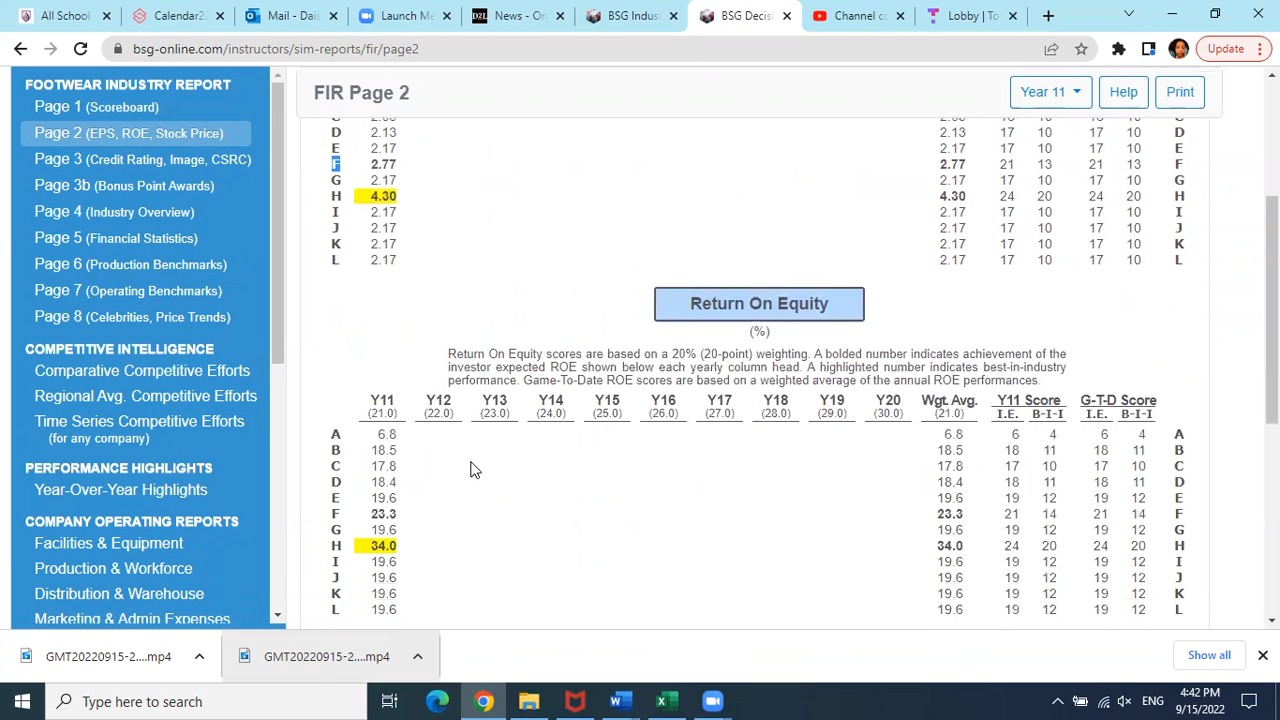 All School
Calendar23
Mail - Dais
Launch Me
D2L News - Org
BSG Indust
BSG Decisi
Channel co
Lobby | To
bsg-online.com/instructors/sim-reports/fir/page2
Update
FOOTWEAR INDUSTRY REPORT
Page 1 (Scoreboard)
Page 2 (EPS, ROE, Stock Price)
Page 3 (Credit Rating, Image, CSRC)
Page 3b (Bonus Point Awards)
Page 4 (Industry Overview)
Page 5 (Financial Statistics)
Page 6 (Production Benchmarks)
Page 7 (Operating Benchmarks)
Page 8 (Celebrities, Price Trends)
COMPETITIVE INTELLIGENCE
Comparative Competitive Efforts
Regional Avg. Competitive Efforts
Time Series Competitive Efforts
(for any company)
PERFORMANCE HIGHLIGHTS
Year-Over-Year Highlights
COMPANY OPERATING REPORTS
Facilities & Equipment
Production & Workforce
Distribution & Warehouse
Marketing & Admin Expenses
FIR Page 2
Year 11
Help
Print
D 2.13 2.13 17 10 17 10 D
E 2.17 2.17 17 10 17 10 E
F 2.77 2.77 21 13 21 13 F
G 2.17 2.17 17 10 17 10 G
H 4.30 4.30 24 20 24 20 H
I 2.17 2.17 17 10 17 10 I
J 2.17 2.17 17 10 17 10 J
K 2.17 2.17 17 10 17 10 K
L 2.17 2.17 17 10 17 10 L
Return On Equity
(%)
Return On Equity scores are based on a 20% (20-point) weighting. A bolded number indicates achievement of the
investor expected ROE shown below each yearly column head. A highlighted number indicates best-in-industry
performance. Game-To-Date ROE scores are based on a weighted average of the annual ROE performances.
Y11 Y12 Y13 Y14 Y15 Y16 Y17 Y18 Y19 Y20 Wgt. Avg. Y11 Score G-T-D Score
(21.0) (22.0) (23.0) (24.0) (25.0) (26.0) (27.0) (28.0) (29.0) (30.0) (21.0) I.E. B-I-I I.E. B-I-I
A 6.8 6.8 6 4 6 4 A
B 18.5 18.5 18 11 18 11 B
C 17.8 17.8 17 10 17 10 C
D 18.4 18.4 18 11 18 11 D
E 19.6 19.6 19 12 19 12 E
F 23.3 23.3 21 14 21 14 F
G 19.6 19.6 19 12 19 12 G
H 34.0 34.0 24 20 24 20 H
I 19.6 19.6 19 12 19 12 I
J 19.6 19.6 19 12 19 12 J
K 19.6 19.6 19 12 19 12 K
L 19.6 19.6 19 12 19 12 L
GMT20220915-2....mp4
GMT20220915-2....mp4
Show all
Type here to search
ENG
4:42 PM
9/15/2022